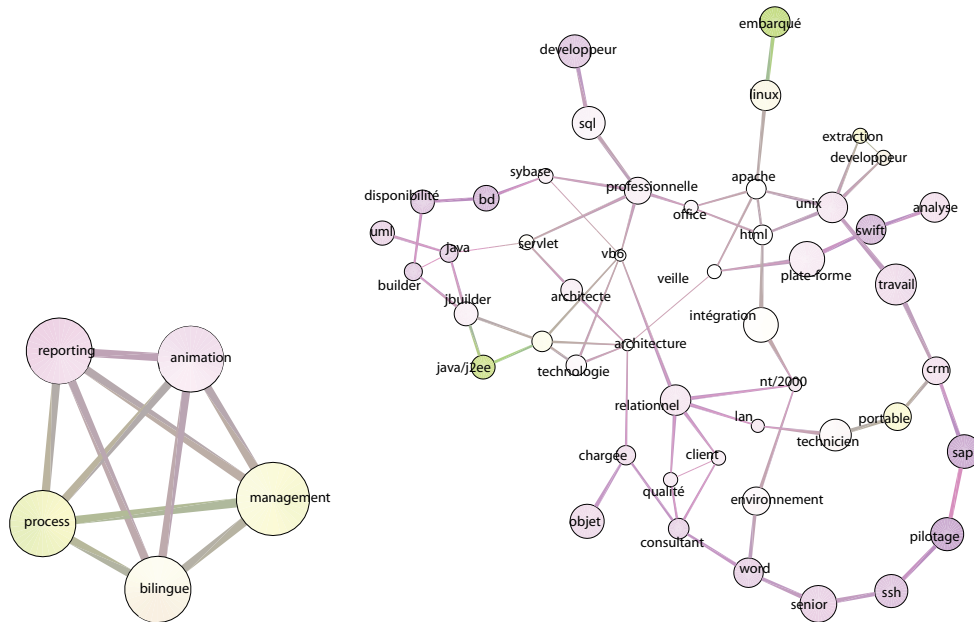 embarqué
developpeur
linux
sql
extraction
developpeur
sybase
apache
professionnelle
disponibilité
bd
office
unix
analyse
uml
java
servlet
vb6
html
swift
builder
veille
plate-forme
travail
architecte
jbuilder
intégration
reporting
animation
java/j2ee
technologie
architecture
nt/2000
crm
relationnel
lan
portable
technicien
chargée
client
sap
qualité
management
environnement
process
objet
consultant
pilotage
bilingue
word
ssh
senior